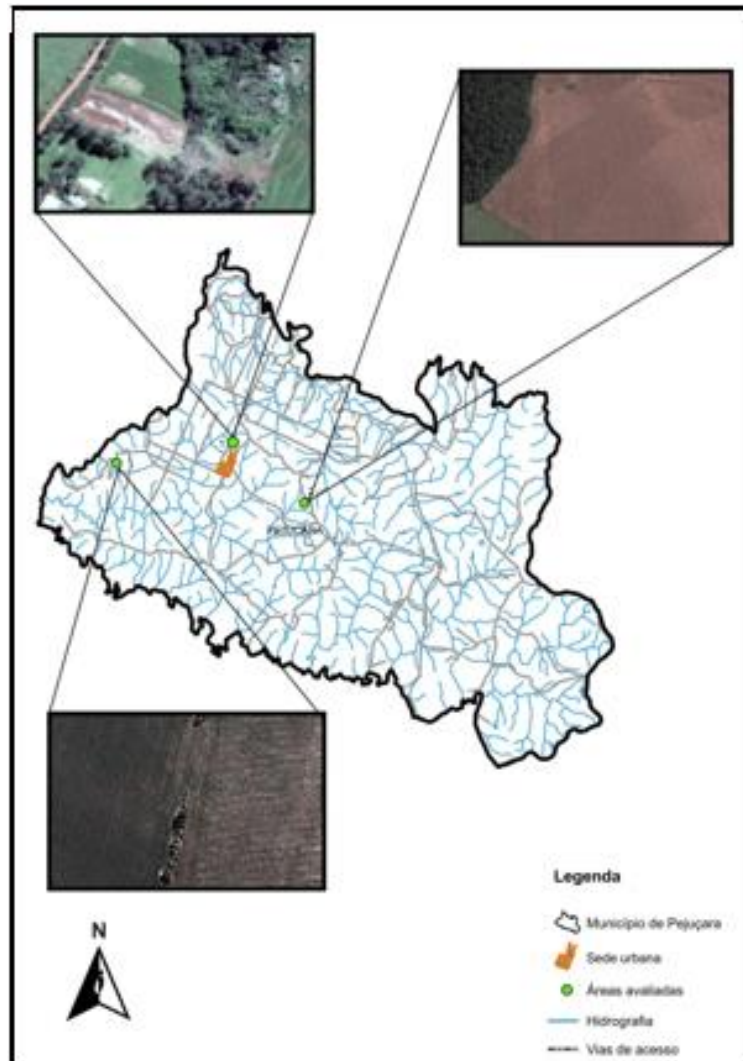 N
Legenda
Município de Pejuçara
Sede urbana
Áreas avaliadas
Hidrografia
Vias de acesso